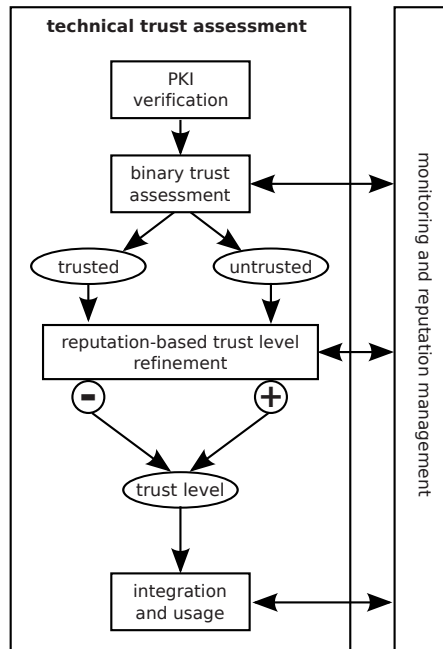 technical trust assessment
PKI
verification
binary trust
assessment
trusted
untrusted
reputation-based trust level
refinement
-
+
trust level
integration
and usage
monitoring and reputation management